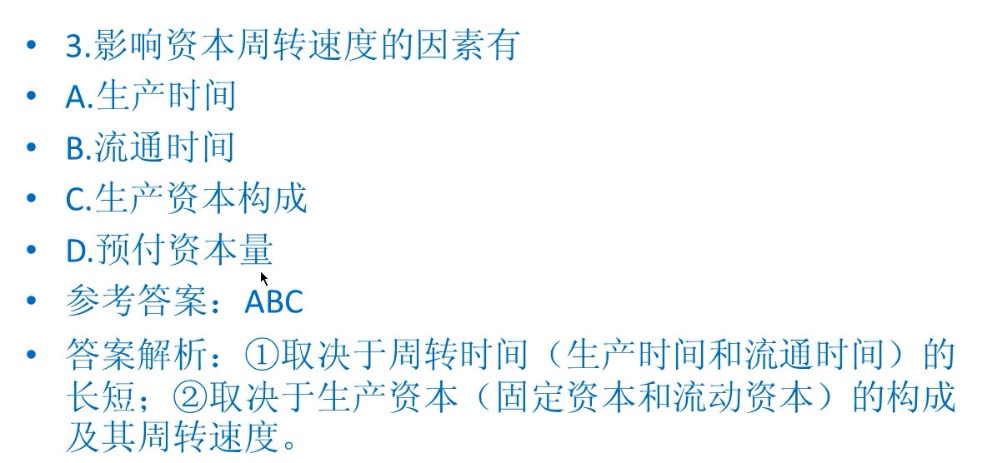 • 3.影响资本周转速度的因素有
• A.生产时间
• B.流通时间
• C.生产资本构成
• D.预付资本量
• 参考答案：ABC
• 答案解析：①取决于周转时间（生产时间和流通时间）的
长短；②取决于生产资本（固定资本和流动资本）的构成
及其周转速度。